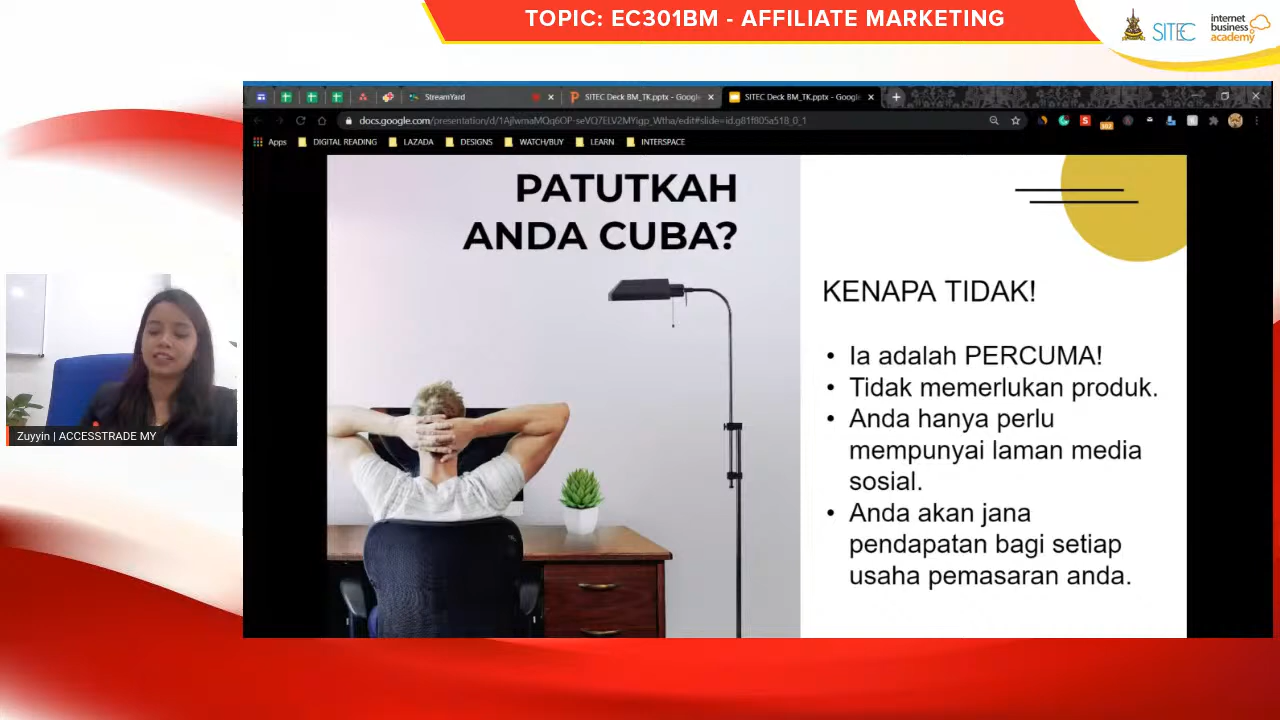 TOPIC: EC301BM - AFFILIATE MARKETING
SITEC
internet
business
academy
StreamYard
SITEC Deck BM_TK.pptx - Google
SITEC Deck BM_TK.pptx - Google
Apps
DIGITAL READING
LAZADA
DESIGNS
WATCH/BUY
LEARN
INTERSPACE
PATUTKAH
ANDA CUBA?
KENAPA TIDAK!
• Ia adalah PERCUMA!
• Tidak memerlukan produk.
• Anda hanya perlu
mempunyai laman media
sosial.
• Anda akan jana
pendapatan bagi setiap
usaha pemasaran anda.
Zuyyin | ACCESSTRADE MY